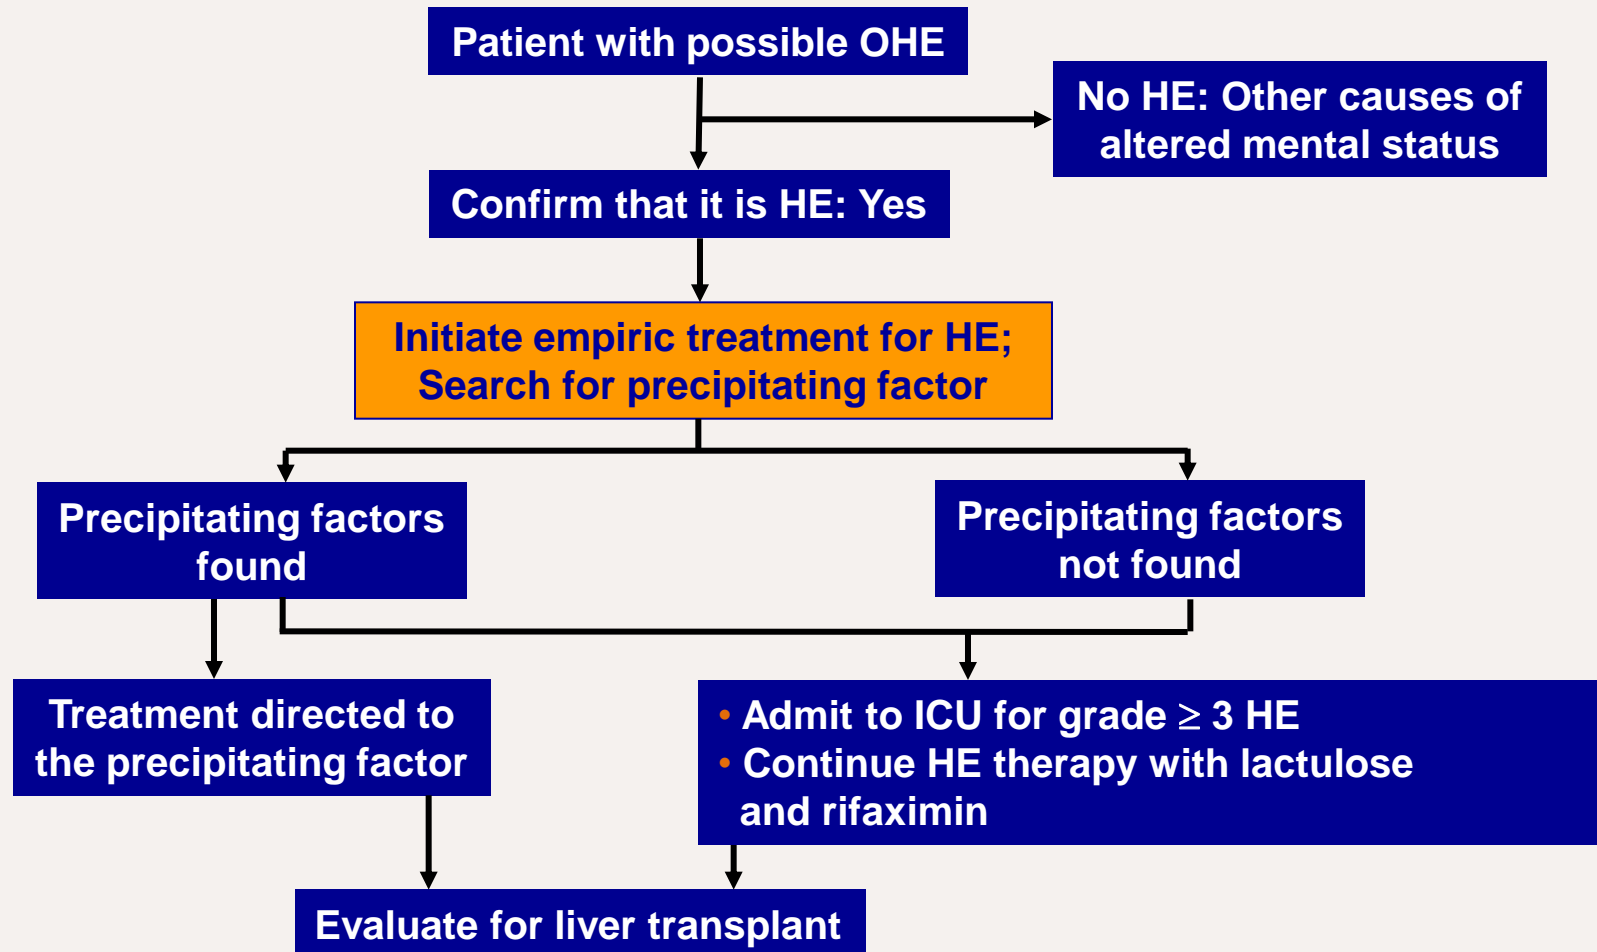 Patient with possible OHE
No HE: Other causes of
altered mental status
Confirm that it is HE: Yes
Initiate empiric treatment for HE;
Search for precipitating factor
Precipitating factors
found
Precipitating factors
not found
Treatment directed to
the precipitating factor
• Admit to ICU for grade ≥ 3 HE
• Continue HE therapy with lactulose
and rifaximin
Evaluate for liver transplant